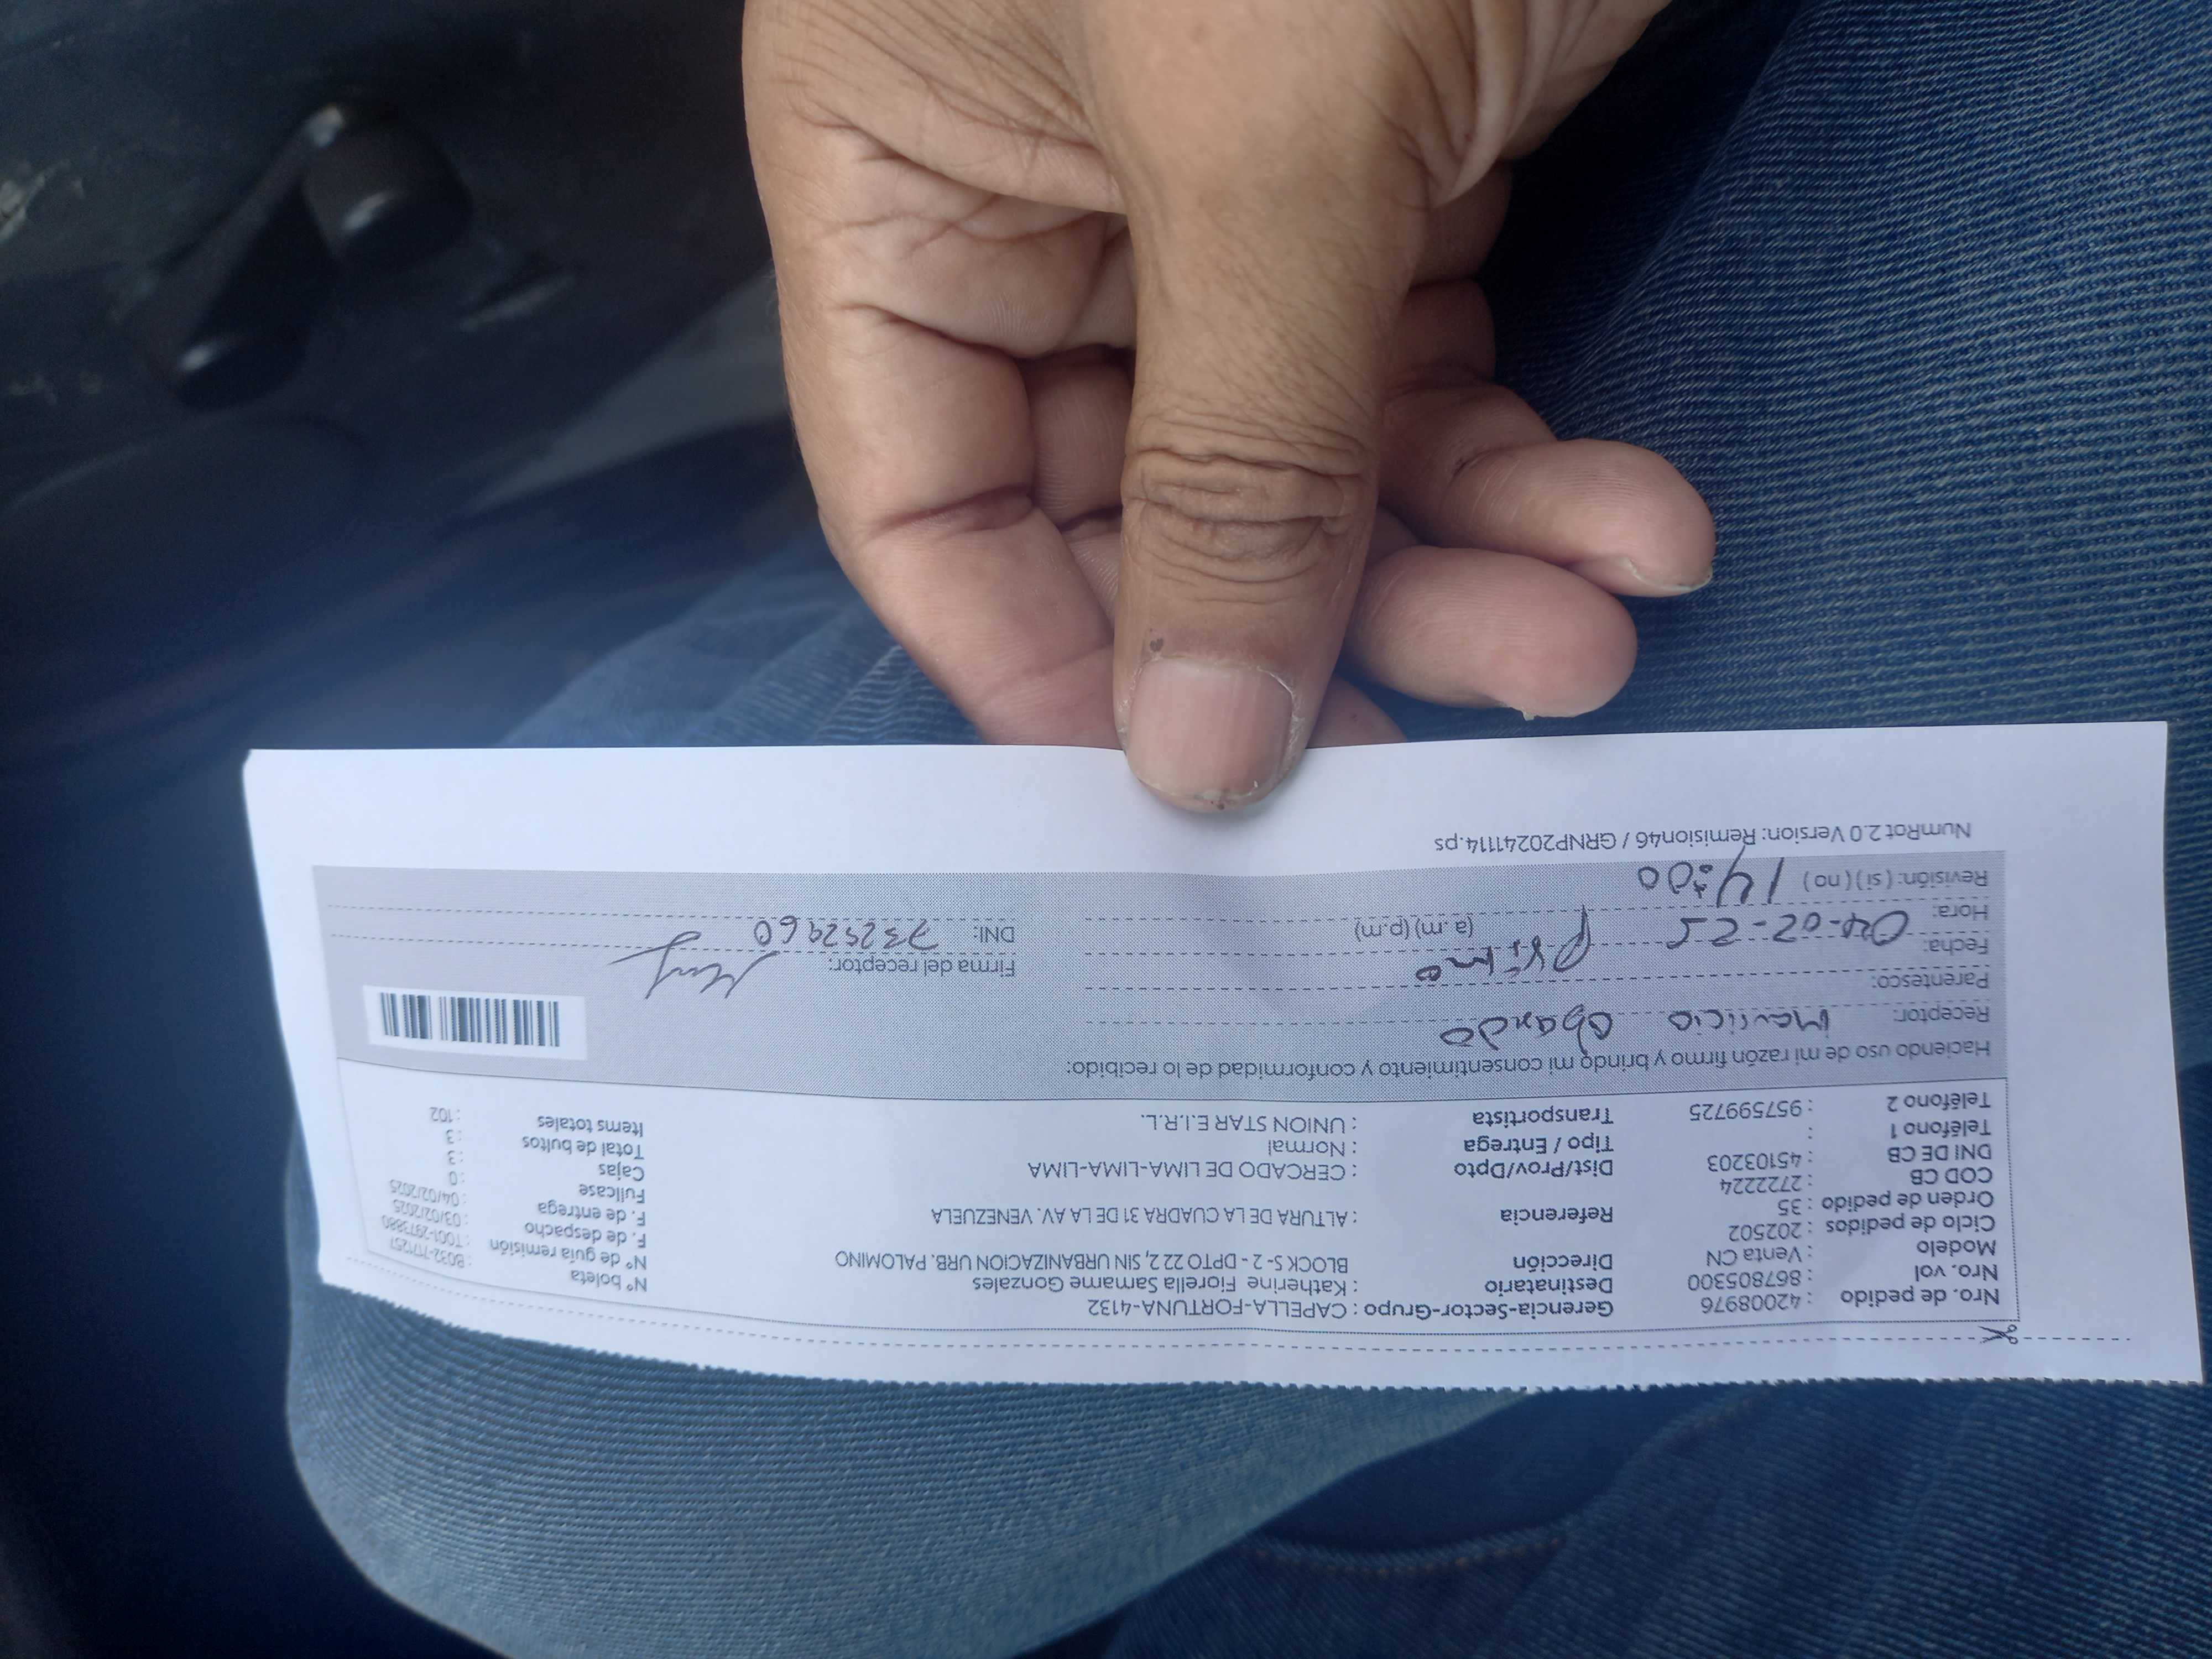 Nro. de pedido : 42008976 Gerencia-Sector-Grupo : CAPELLA-FORTUNA-4132
Nro. vol : 867805300 Destinatario : Katherine Fiorella Samame Gonzales Nº boleta : B032-7171257
Modelo : Venta CN Dirección BLOCK S- 2 - DPTO 22 2, SIN URBANIZACION URB. PALOMINO Nº de guía remisión : T001-2973880
Ciclo de pedidos : 202502 F. de despacho : 03/02/2025
Orden de pedido : 35 Referencia : ALTURA DE LA CUADRA 31 DE LA AV. VENEZUELA F. de entrega : 04/02/2025
COD CB : 2722224 Fullcase : 0
DNI DE CB : 45103203 Dist/Prov/Dpto : CERCADO DE LIMA-LIMA-LIMA Cajas : 3
Teléfono 1 : Tipo / Entrega : Normal Total de bultos : 3
Teléfono 2 : 957599725 Transportista : UNION STAR E.I.R.L. Items totales : 102
Haciendo uso de mi razón firmo y brindo mi consentimiento y conformidad de lo recibido:
Receptor: Mauricio Obando
Parentesco: Primo Firma del receptor:
Fecha: 04-02-25
Hora: (a.m) (p.m) DNI: 73252960
Revisión: ( si ) ( no ) 14:00
NumRot 2.0 Version: Remision46 / GRNP20241114.ps